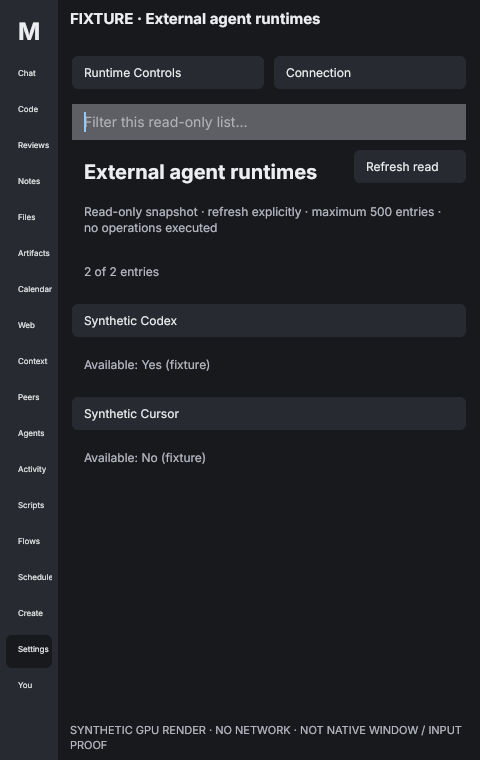 M
Chat
Code
Reviews
Notes
Files
Artifacts
Calendar
Web
Context
Peers
Agents
Activity
Scripts
Flows
Schedule
Create
Settings
You
FIXTURE · External agent runtimes
Runtime Controls
Connection
Filter this read-only list...
External agent runtimes
Refresh read
Read-only snapshot · refresh explicitly · maximum 500 entries ·
no operations executed
2 of 2 entries
Synthetic Codex
Available: Yes (fixture)
Synthetic Cursor
Available: No (fixture)
SYNTHETIC GPU RENDER · NO NETWORK · NOT NATIVE WINDOW / INPUT
PROOF